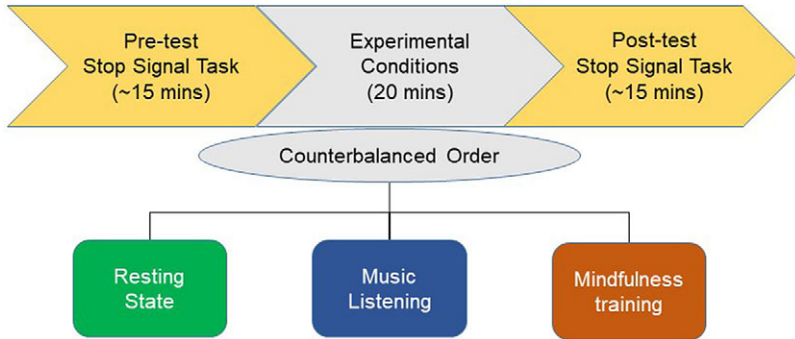 Pre-test
Stop Signal Task
(~15 mins)
Experimental
Conditions
(20 mins)
Post-test
Stop Signal Task
(~15 mins)
Counterbalanced Order
Resting
State
Music
Listening
Mindfulness
training